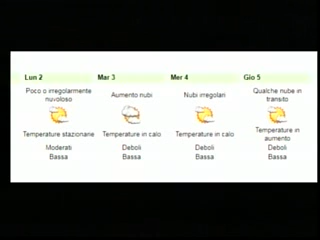 Lun 2 Mar 3 Mer 4 Gio 5
Poco o irregolarmente nuvoloso
Aumento nubi
Nubi irregolari
Qualche nube in transito
Temperature stazionarie
Temperature in calo
Temperature in calo
Temperature in aumento
Moderati Deboli Deboli Deboli
Bassa Bassa Bassa Bassa